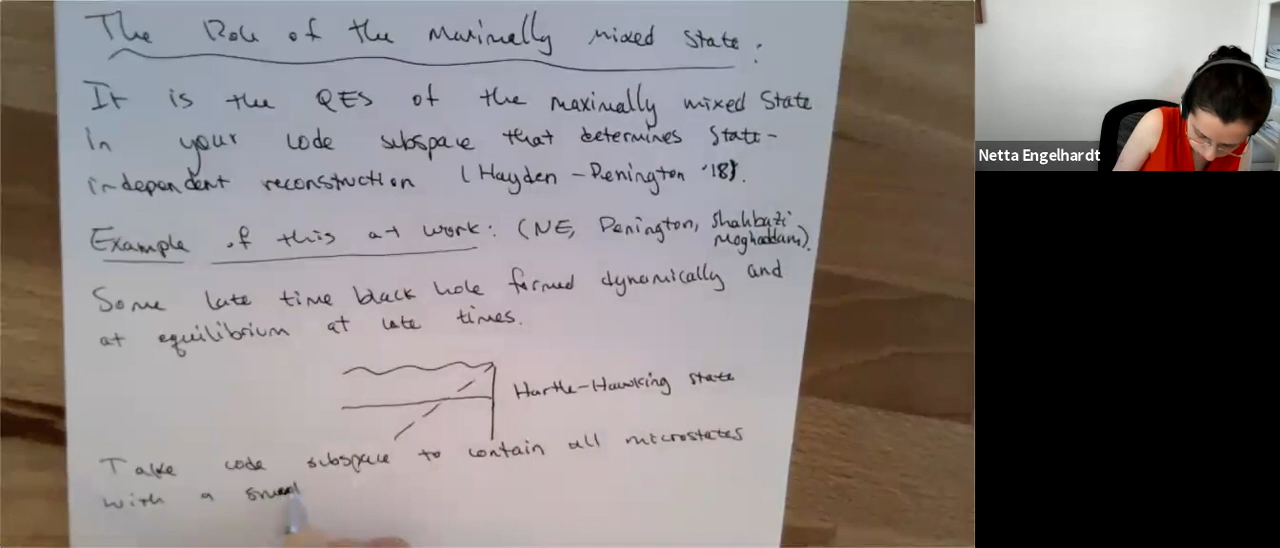 The Role of the Maximally mixed State.
It is the QES of the maximally mixed State
in your code subspace that determines State-
independent reconstruction (Hayden-Penington '18).
Example of this at work: (NE, Penington, Shahbazi
Moghaddam).
Some late time black hole formed dynamically and
at equilibrium at late times.
Hartle-Hawking state
Take code subspace to contain all microstates
with a small
Netta Engelhardt